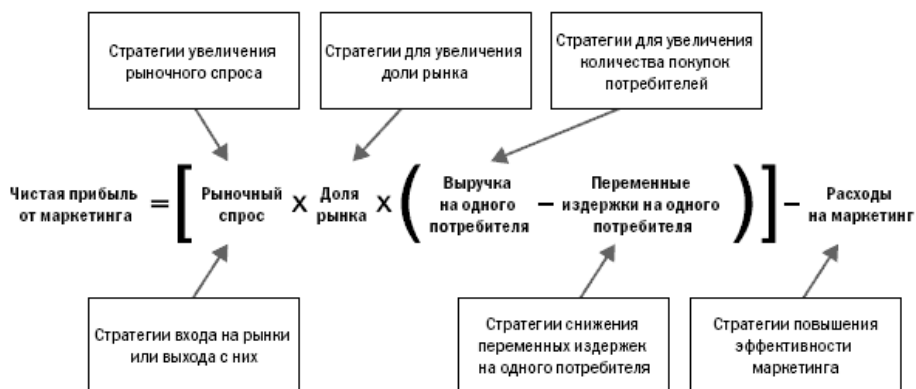 Стратегии увеличения
рыночного спроса
Стратегии для увеличения
доли рынка
Стратегии для увеличения
количества покупок
потребителей
Чистая прибыль
от маркетинга
=
[
Рыночный
спрос
x
Доля
рынка
x
(
Выручка
на одного
потребителя
–
Переменные
издержки на одного
потребителя
)
]
–
Расходы
на маркетинг
Стратегии входа на рынки
или выхода с них
Стратегии снижения
переменных издержек
на одного потребителя
Стратегии повышения
эффективности
маркетинга